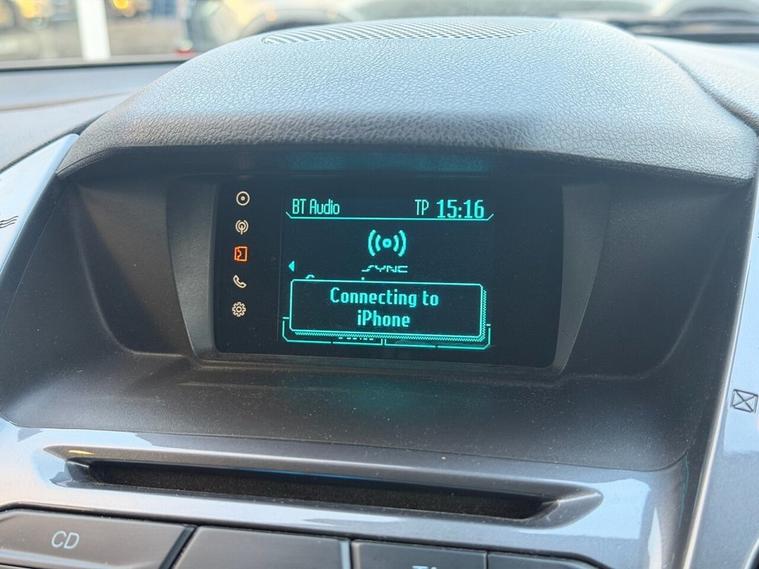 BT Audio TP 15:16
SYNC
Connecting to
iPhone
CD